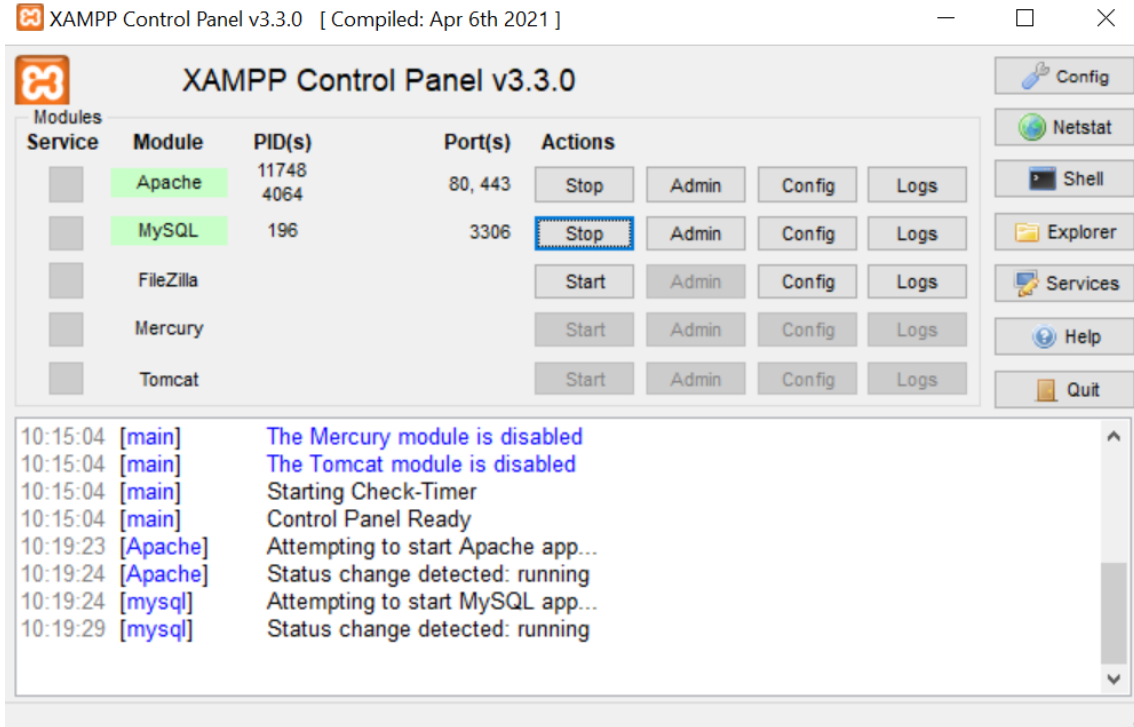 XAMPP Control Panel v3.3.0 [ Compiled: Apr 6th 2021 ]
XAMPP Control Panel v3.3.0
Config
Modules
Service Module PID(s) Port(s) Actions
Netstat
Apache 11748 4064 80, 443 Stop Admin Config Logs
Shell
MySQL 196 3306 Stop Admin Config Logs
Explorer
FileZilla Start Admin Config Logs
Services
Mercury Start Admin Config Logs
Help
Tomcat Start Admin Config Logs
Quit
10:15:04 [main] The Mercury module is disabled
10:15:04 [main] The Tomcat module is disabled
10:15:04 [main] Starting Check-Timer
10:15:04 [main] Control Panel Ready
10:19:23 [Apache] Attempting to start Apache app...
10:19:24 [Apache] Status change detected: running
10:19:24 [mysql] Attempting to start MySQL app...
10:19:29 [mysql] Status change detected: running